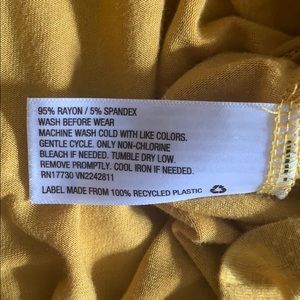 95% RAYON / 5% SPANDEX
WASH BEFORE WEAR
MACHINE WASH COLD WITH LIKE COLORS.
GENTLE CYCLE. ONLY NON-CHLORINE
BLEACH IF NEEDED. TUMBLE DRY LOW.
REMOVE PROMPTLY. COOL IRON IF NEEDED.
RN17730 VN2242811
LABEL MADE FROM 100% RECYCLED PLASTIC